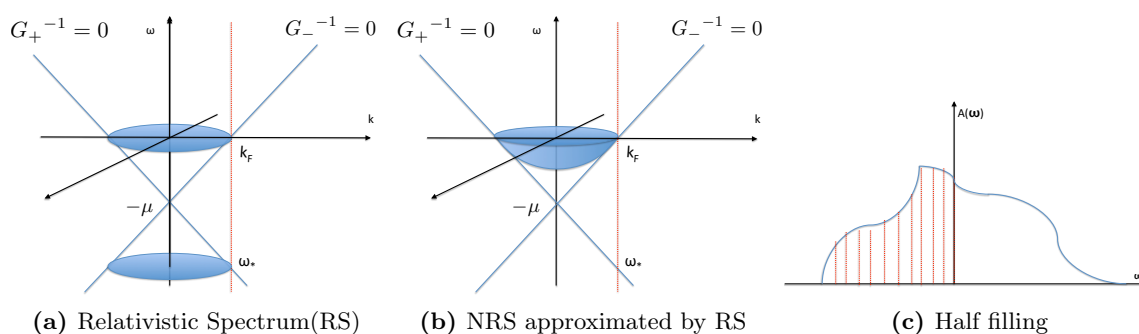 G₊⁻¹ = 0
ω
G₋⁻¹ = 0
k
k_F
−μ
ω*
(a) Relativistic Spectrum(RS)
G₊⁻¹ = 0
ω
G₋⁻¹ = 0
k
k_F
−μ
ω*
(b) NRS approximated by RS
A(ω)
ω
(c) Half filling